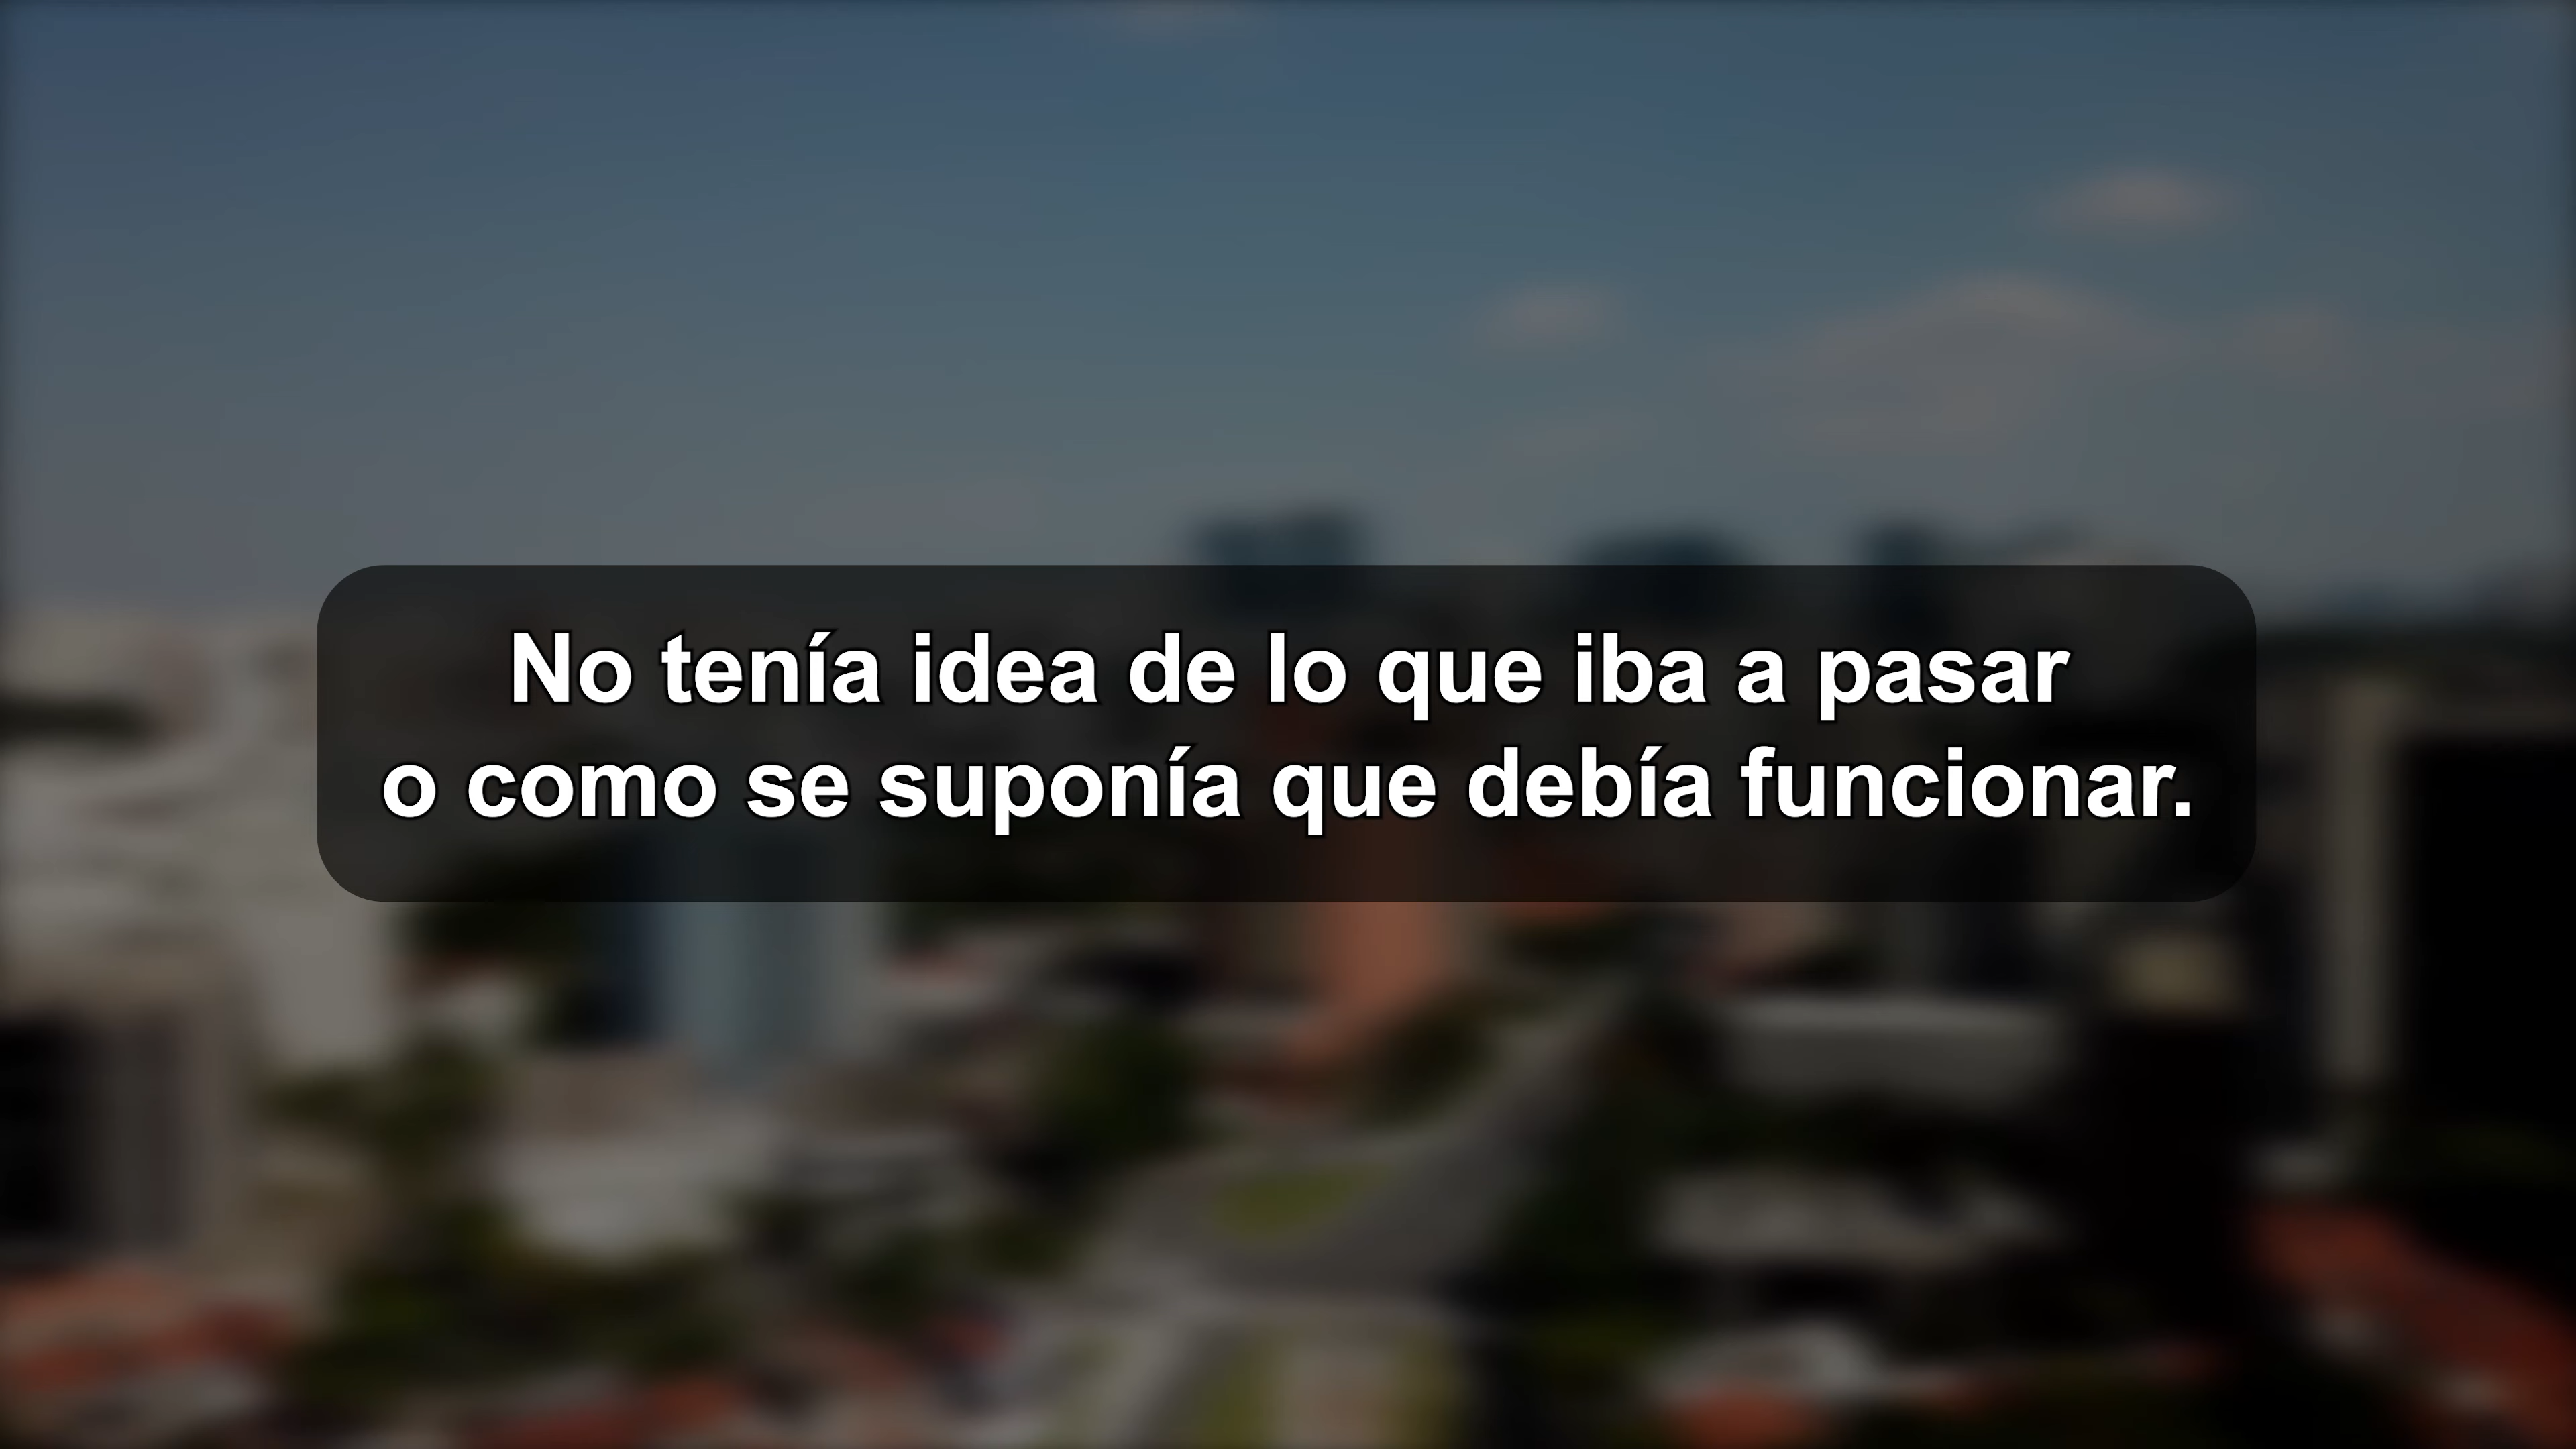 No tenía idea de lo que iba a pasar
o como se suponía que debía funcionar.